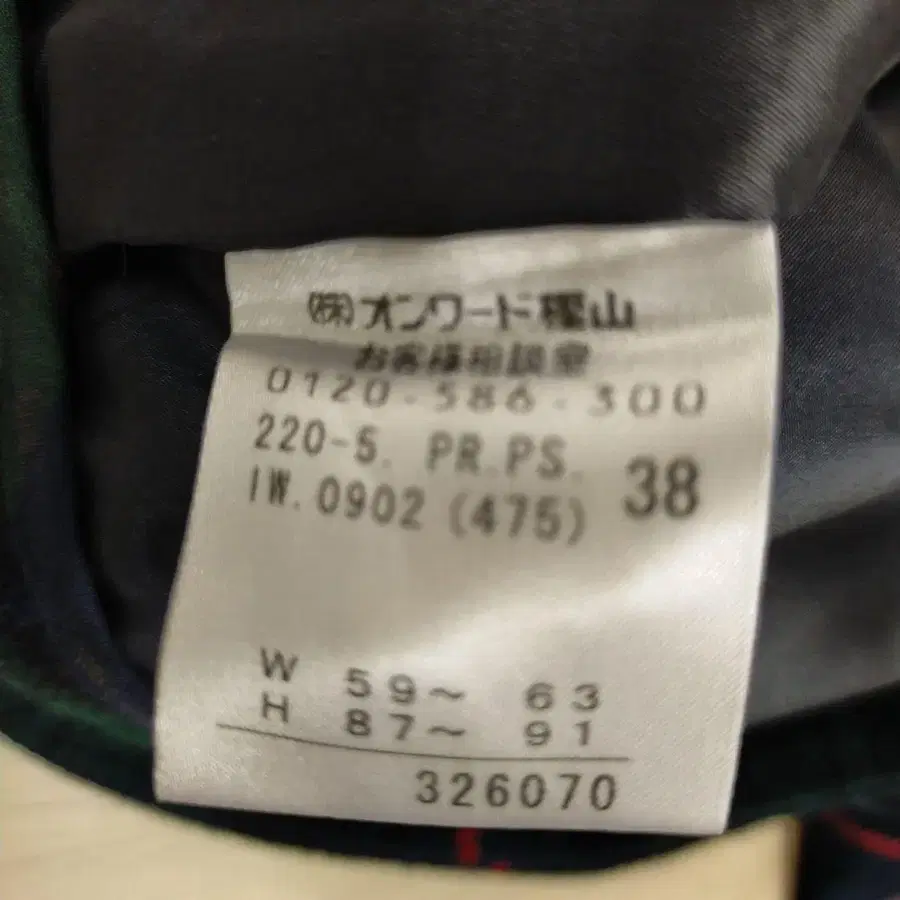 ㈱オンワード樫山
お客様相談室
0120-586-300
220-5. PR.PS. 38
IW.0902 (475)
W 59~ 63
H 87~ 91
326070